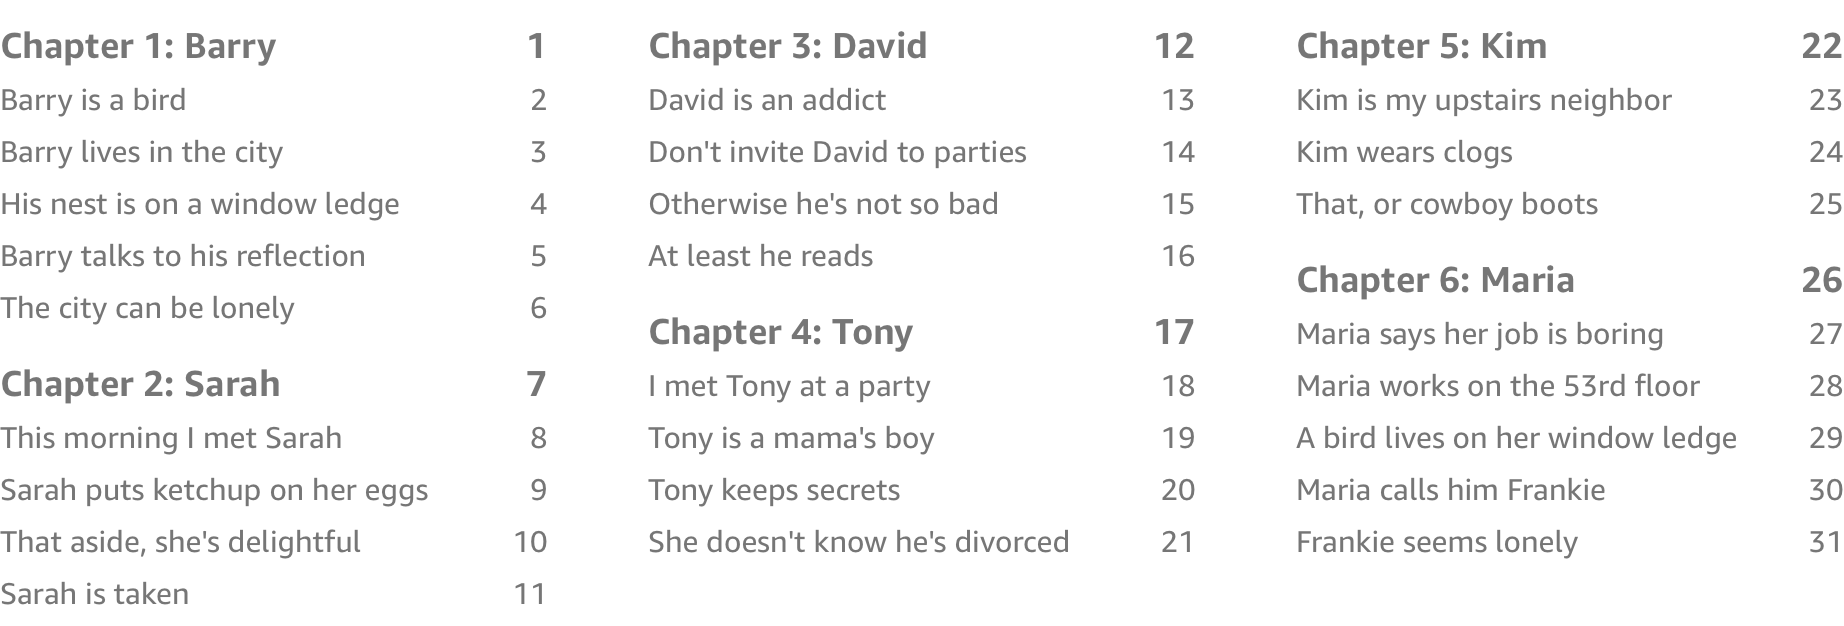 Chapter 1: Barry 1
Barry is a bird 2
Barry lives in the city 3
His nest is on a window ledge 4
Barry talks to his reflection 5
The city can be lonely 6
Chapter 2: Sarah 7
This morning I met Sarah 8
Sarah puts ketchup on her eggs 9
That aside, she's delightful 10
Sarah is taken 11
Chapter 3: David 12
David is an addict 13
Don't invite David to parties 14
Otherwise he's not so bad 15
At least he reads 16
Chapter 4: Tony 17
I met Tony at a party 18
Tony is a mama's boy 19
Tony keeps secrets 20
She doesn't know he's divorced 21
Chapter 5: Kim 22
Kim is my upstairs neighbor 23
Kim wears clogs 24
That, or cowboy boots 25
Chapter 6: Maria 26
Maria says her job is boring 27
Maria works on the 53rd floor 28
A bird lives on her window ledge 29
Maria calls him Frankie 30
Frankie seems lonely 31